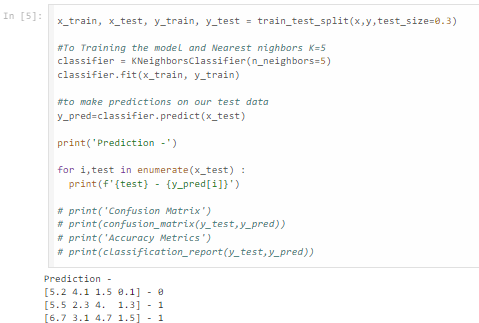 In [5]:
x_train, x_test, y_train, y_test = train_test_split(x,y,test_size=0.3)
#To Training the model and Nearest nighbors K=5
classifier = KNeighborsClassifier(n_neighbors=5)
classifier.fit(x_train, y_train)
#to make predictions on our test data
y_pred=classifier.predict(x_test)
print('Prediction -')
for i,test in enumerate(x_test) :
  print(f'{test} - {y_pred[i]}')
# print('Confusion Matrix')
# print(confusion_matrix(y_test,y_pred))
# print('Accuracy Metrics')
# print(classification_report(y_test,y_pred))
Prediction -
[5.2 4.1 1.5 0.1] - 0
[5.5 2.3 4.  1.3] - 1
[6.7 3.1 4.7 1.5] - 1